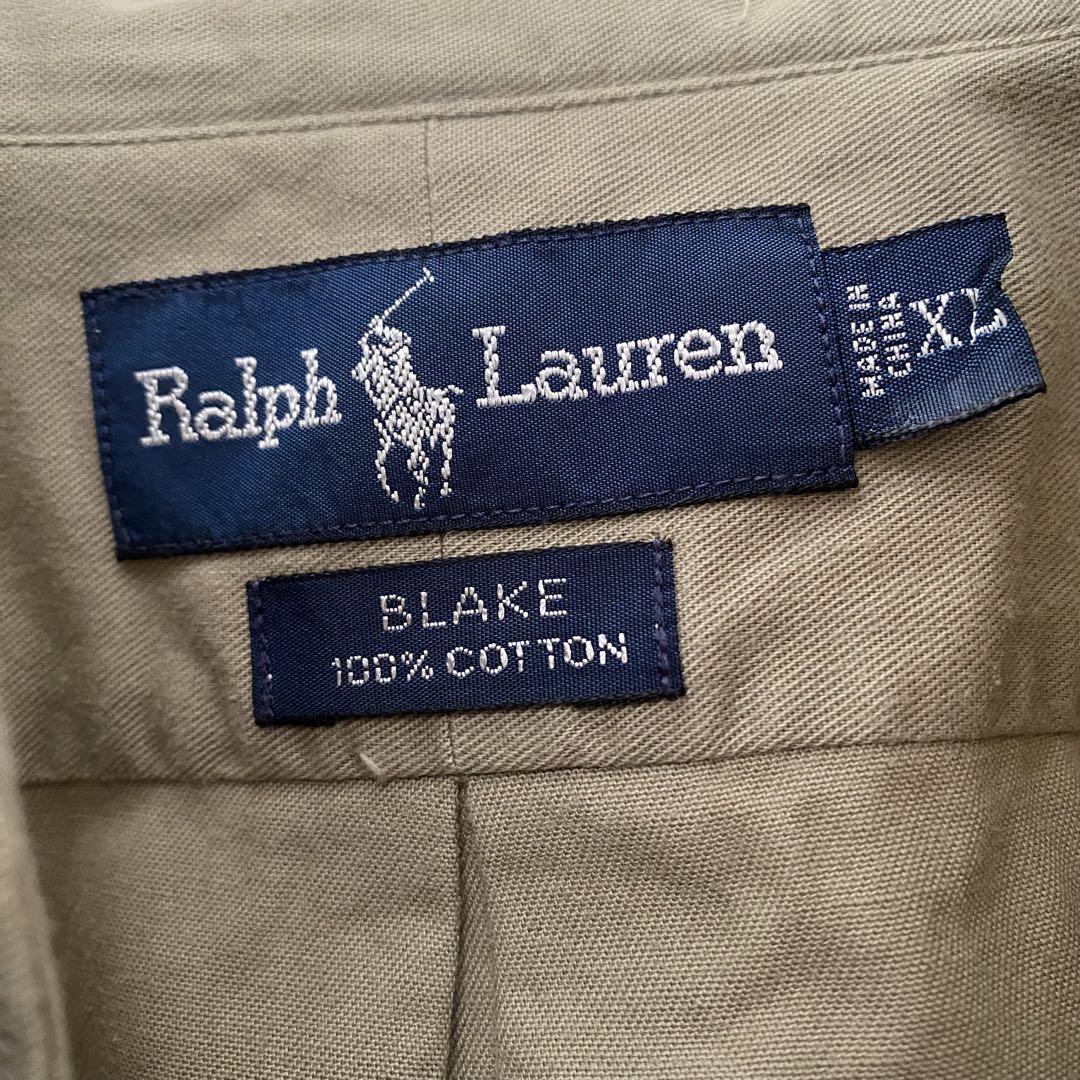 Ralph Lauren
MADE IN
CHINA
XL
BLAKE
100% COTTON